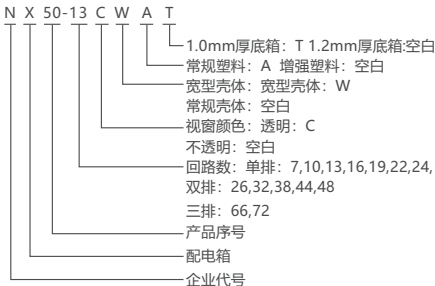 N X 50-13 C W A T
1.0mm厚底箱：T 1.2mm厚底箱:空白
常规塑料：A 增强塑料：空白
宽型壳体：宽型壳体：W
常规壳体：空白
视窗颜色：透明：C
不透明：空白
回路数：单排：7,10,13,16,19,22,24,
双排：26,32,38,44,48
三排：66,72
产品序号
配电箱
企业代号